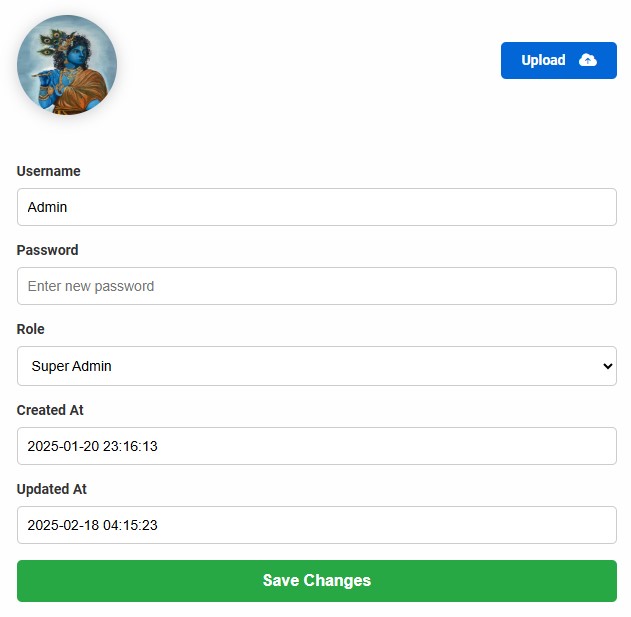 Upload
Username
Admin
Password
Enter new password
Role
Super Admin
Created At
2025-01-20 23:16:13
Updated At
2025-02-18 04:15:23
Save Changes